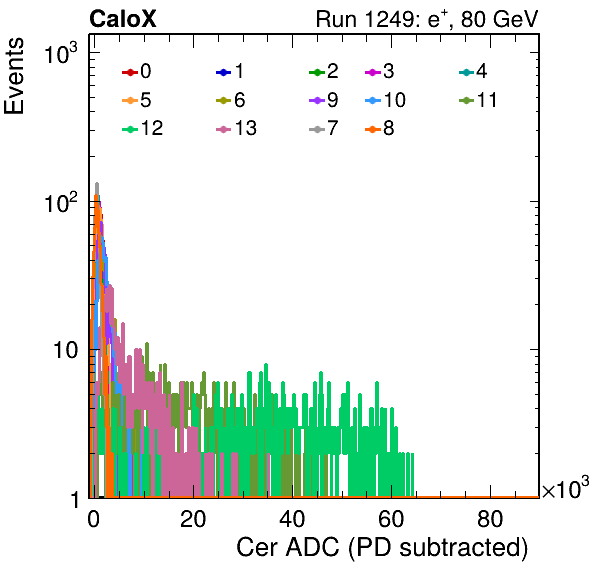 CaloX Run 1249: e⁺, 80 GeV
Events
10³
0 1 2 3 4
5 6 9 10 11
12 13 7 8
10²
10
1
0 20 40 60 80 ×10³
Cer ADC (PD subtracted)